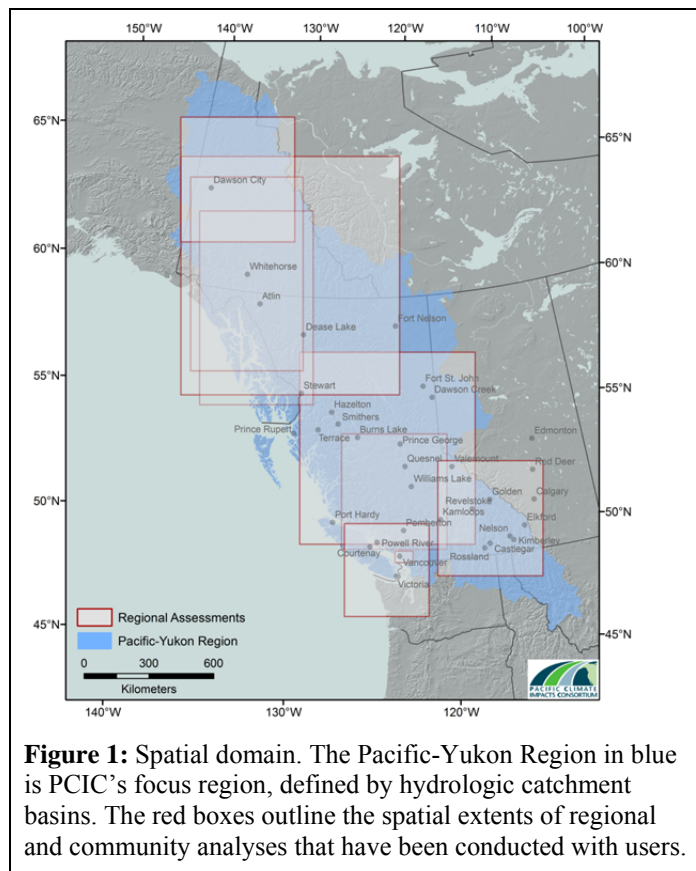 150°W 140°W 130°W 120°W 110°W 100°W
65°N 65°N
Dawson City
60°N 60°N
Whitehorse
Atlin
Dease Lake
Fort Nelson
55°N 55°N
Stewart
Fort St. John
Dawson Creek
Hazelton
Smithers
Prince Rupert
Terrace
Burns Lake
Prince George
Edmonton
Quesnel
Valemount
Red Deer
Williams Lake
50°N 50°N
Golden
Calgary
Revelstoke
Kamloops
Port Hardy
Pemberton
Elkford
Nelson
Kimberley
Powell River
Courtenay
Castlegar
Rossland
Vancouver
Victoria
45°N 45°N
Regional Assessments
Pacific-Yukon Region
0 300 600
Kilometers
PACIFIC CLIMATE
IMPACTS CONSORTIUM
140°W 130°W 120°W 110°W
Figure 1: Spatial domain. The Pacific-Yukon Region in blue
is PCIC’s focus region, defined by hydrologic catchment
basins. The red boxes outline the spatial extents of regional
and community analyses that have been conducted with users.